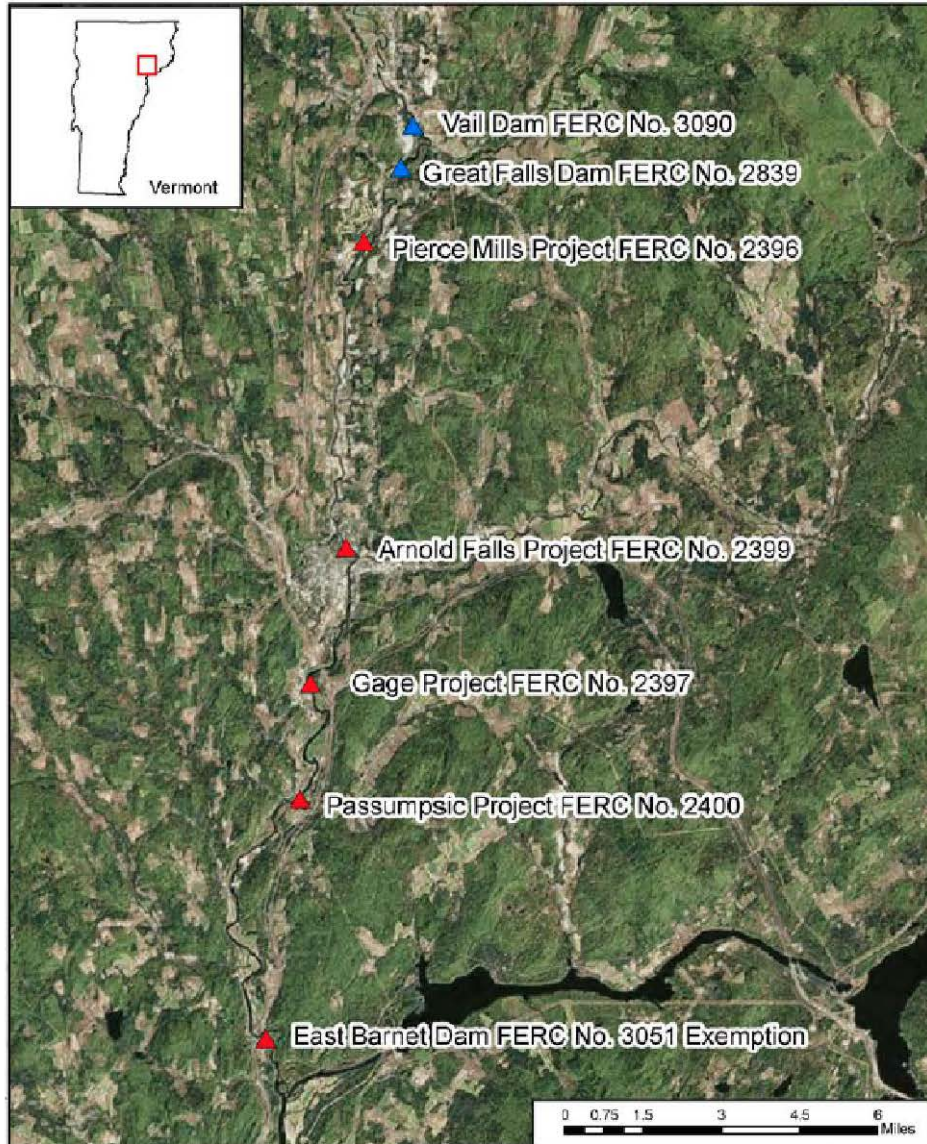 Vermont
Vail Dam FERC No. 3090
Great Falls Dam FERC No. 2839
Pierce Mills Project FERC No. 2396
Arnold Falls Project FERC No. 2399
Gage Project FERC No. 2397
Passumpsic Project FERC No. 2400
East Barnet Dam FERC No. 3051 Exemption
0 0.75 1.5 3 4.5 6
Miles